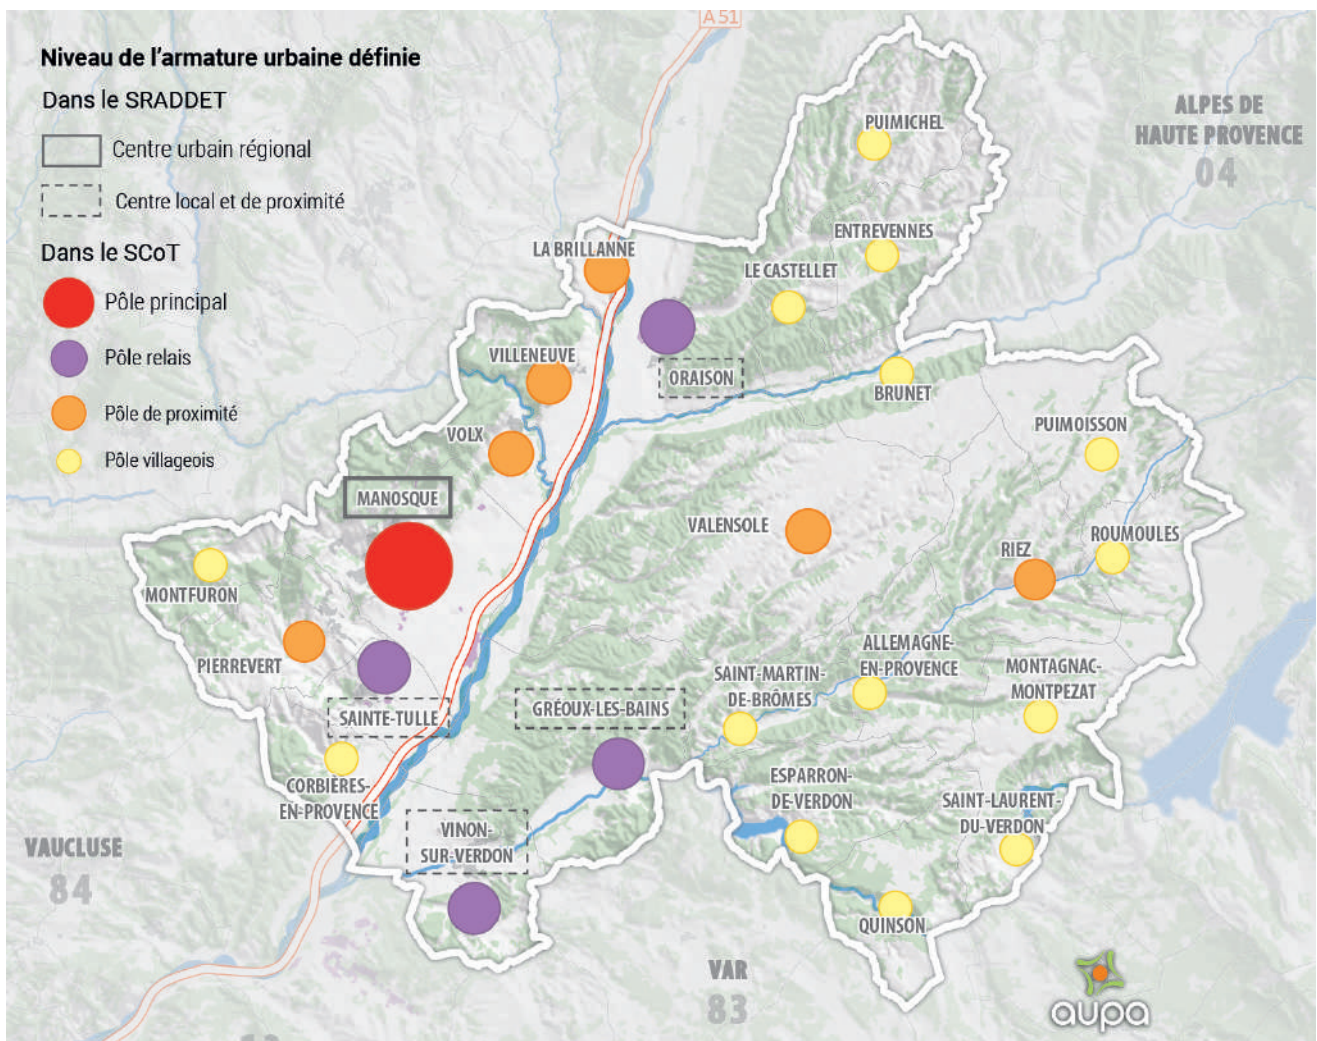 A 51
Niveau de l'armature urbaine définie
Dans le SRADDET
Centre urbain régional
Centre local et de proximité
Dans le SCoT
Pôle principal
Pôle relais
Pôle de proximité
Pôle villageois
ALPES DE
HAUTE PROVENCE
04
PUIMICHEL
ENTREVENNES
LA BRILLANNE
LE CASTELLET
VILLENEUVE
ORAISON
BRUNET
PUIMOISSON
VOLX
MANOSQUE
VALENSOLE
RIEZ
ROUMOULES
MONTFURON
PIERREVERT
ALLEMAGNE-
EN-PROVENCE
MONTAGNAC-
MONTPEZAT
SAINT-MARTIN-
DE-BRÔMES
SAINTE-TULLE
GRÉOUX-LES-BAINS
CORBIÈRES-
EN-PROVENCE
ESPARRON-
DE-VERDON
SAINT-LAURENT-
DU-VERDON
VINON-
SUR-VERDON
VAUCLUSE
84
QUINSON
VAR
83
aupa